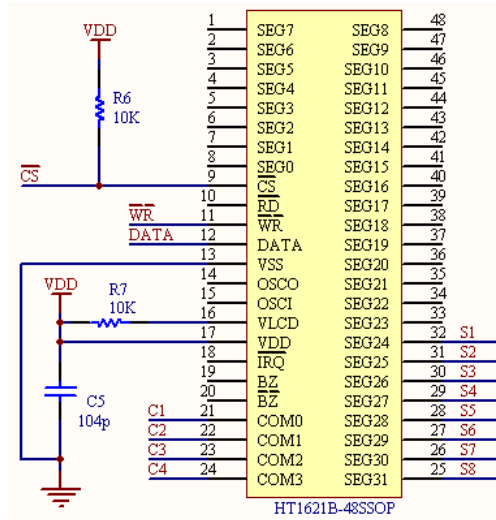 VDD
R6
10K
CS
WR
DATA
VDD
R7
10K
C5
104p
C1
C2
C3
C4
1 SEG7 SEG8 48
2 SEG6 SEG9 47
3 SEG5 SEG10 46
4 SEG4 SEG11 45
5 SEG3 SEG12 44
6 SEG2 SEG13 43
7 SEG1 SEG14 42
8 SEG0 SEG15 41
9 CS SEG16 40
10 RD SEG17 39
11 WR SEG18 38
12 DATA SEG19 37
13 VSS SEG20 36
14 OSCO SEG21 35
15 OSCI SEG22 34
16 VLCD SEG23 33
17 VDD SEG24 32 S1
18 IRQ SEG25 31 S2
19 BZ SEG26 30 S3
20 BZ SEG27 29 S4
21 COM0 SEG28 28 S5
22 COM1 SEG29 27 S6
23 COM2 SEG30 26 S7
24 COM3 SEG31 25 S8
HT1621B-48SSOP